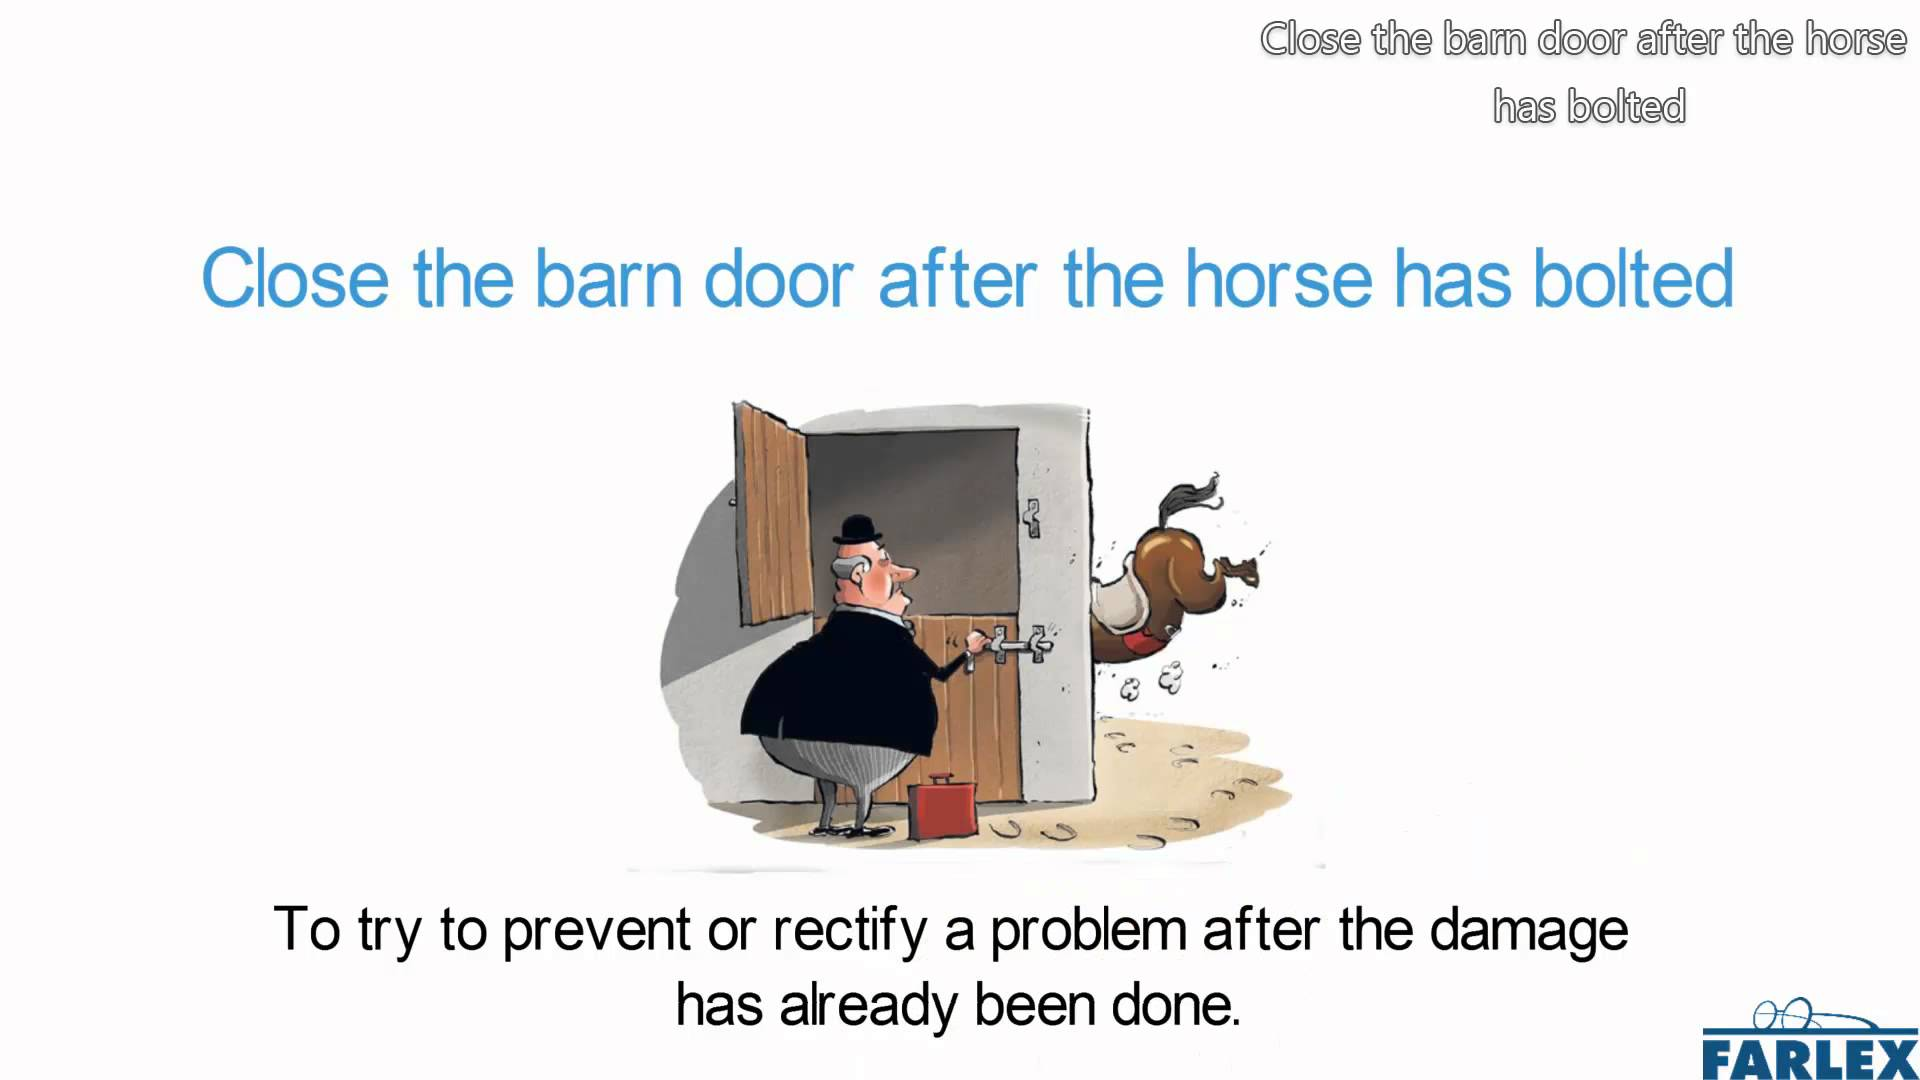 Close the barn door after the horse
has bolted
Close the barn door after the horse has bolted
To try to prevent or rectify a problem after the damage
has already been done.
FARLEX